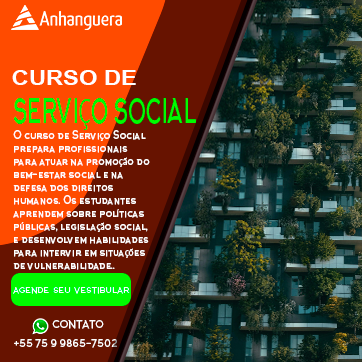 Anhanguera
CURSO DE
SERVIÇO SOCIAL
O curso de Serviço Social
prepara profissionais
para atuar na promoção do
bem-estar social e na
defesa dos direitos
humanos. Os estudantes
aprendem sobre políticas
públicas, legislação social,
e desenvolvem habilidades
para intervir em situações
de vulnerabilidade.
AGENDE SEU VESTIBULAR
CONTATO
+55 75 9 9865-7502